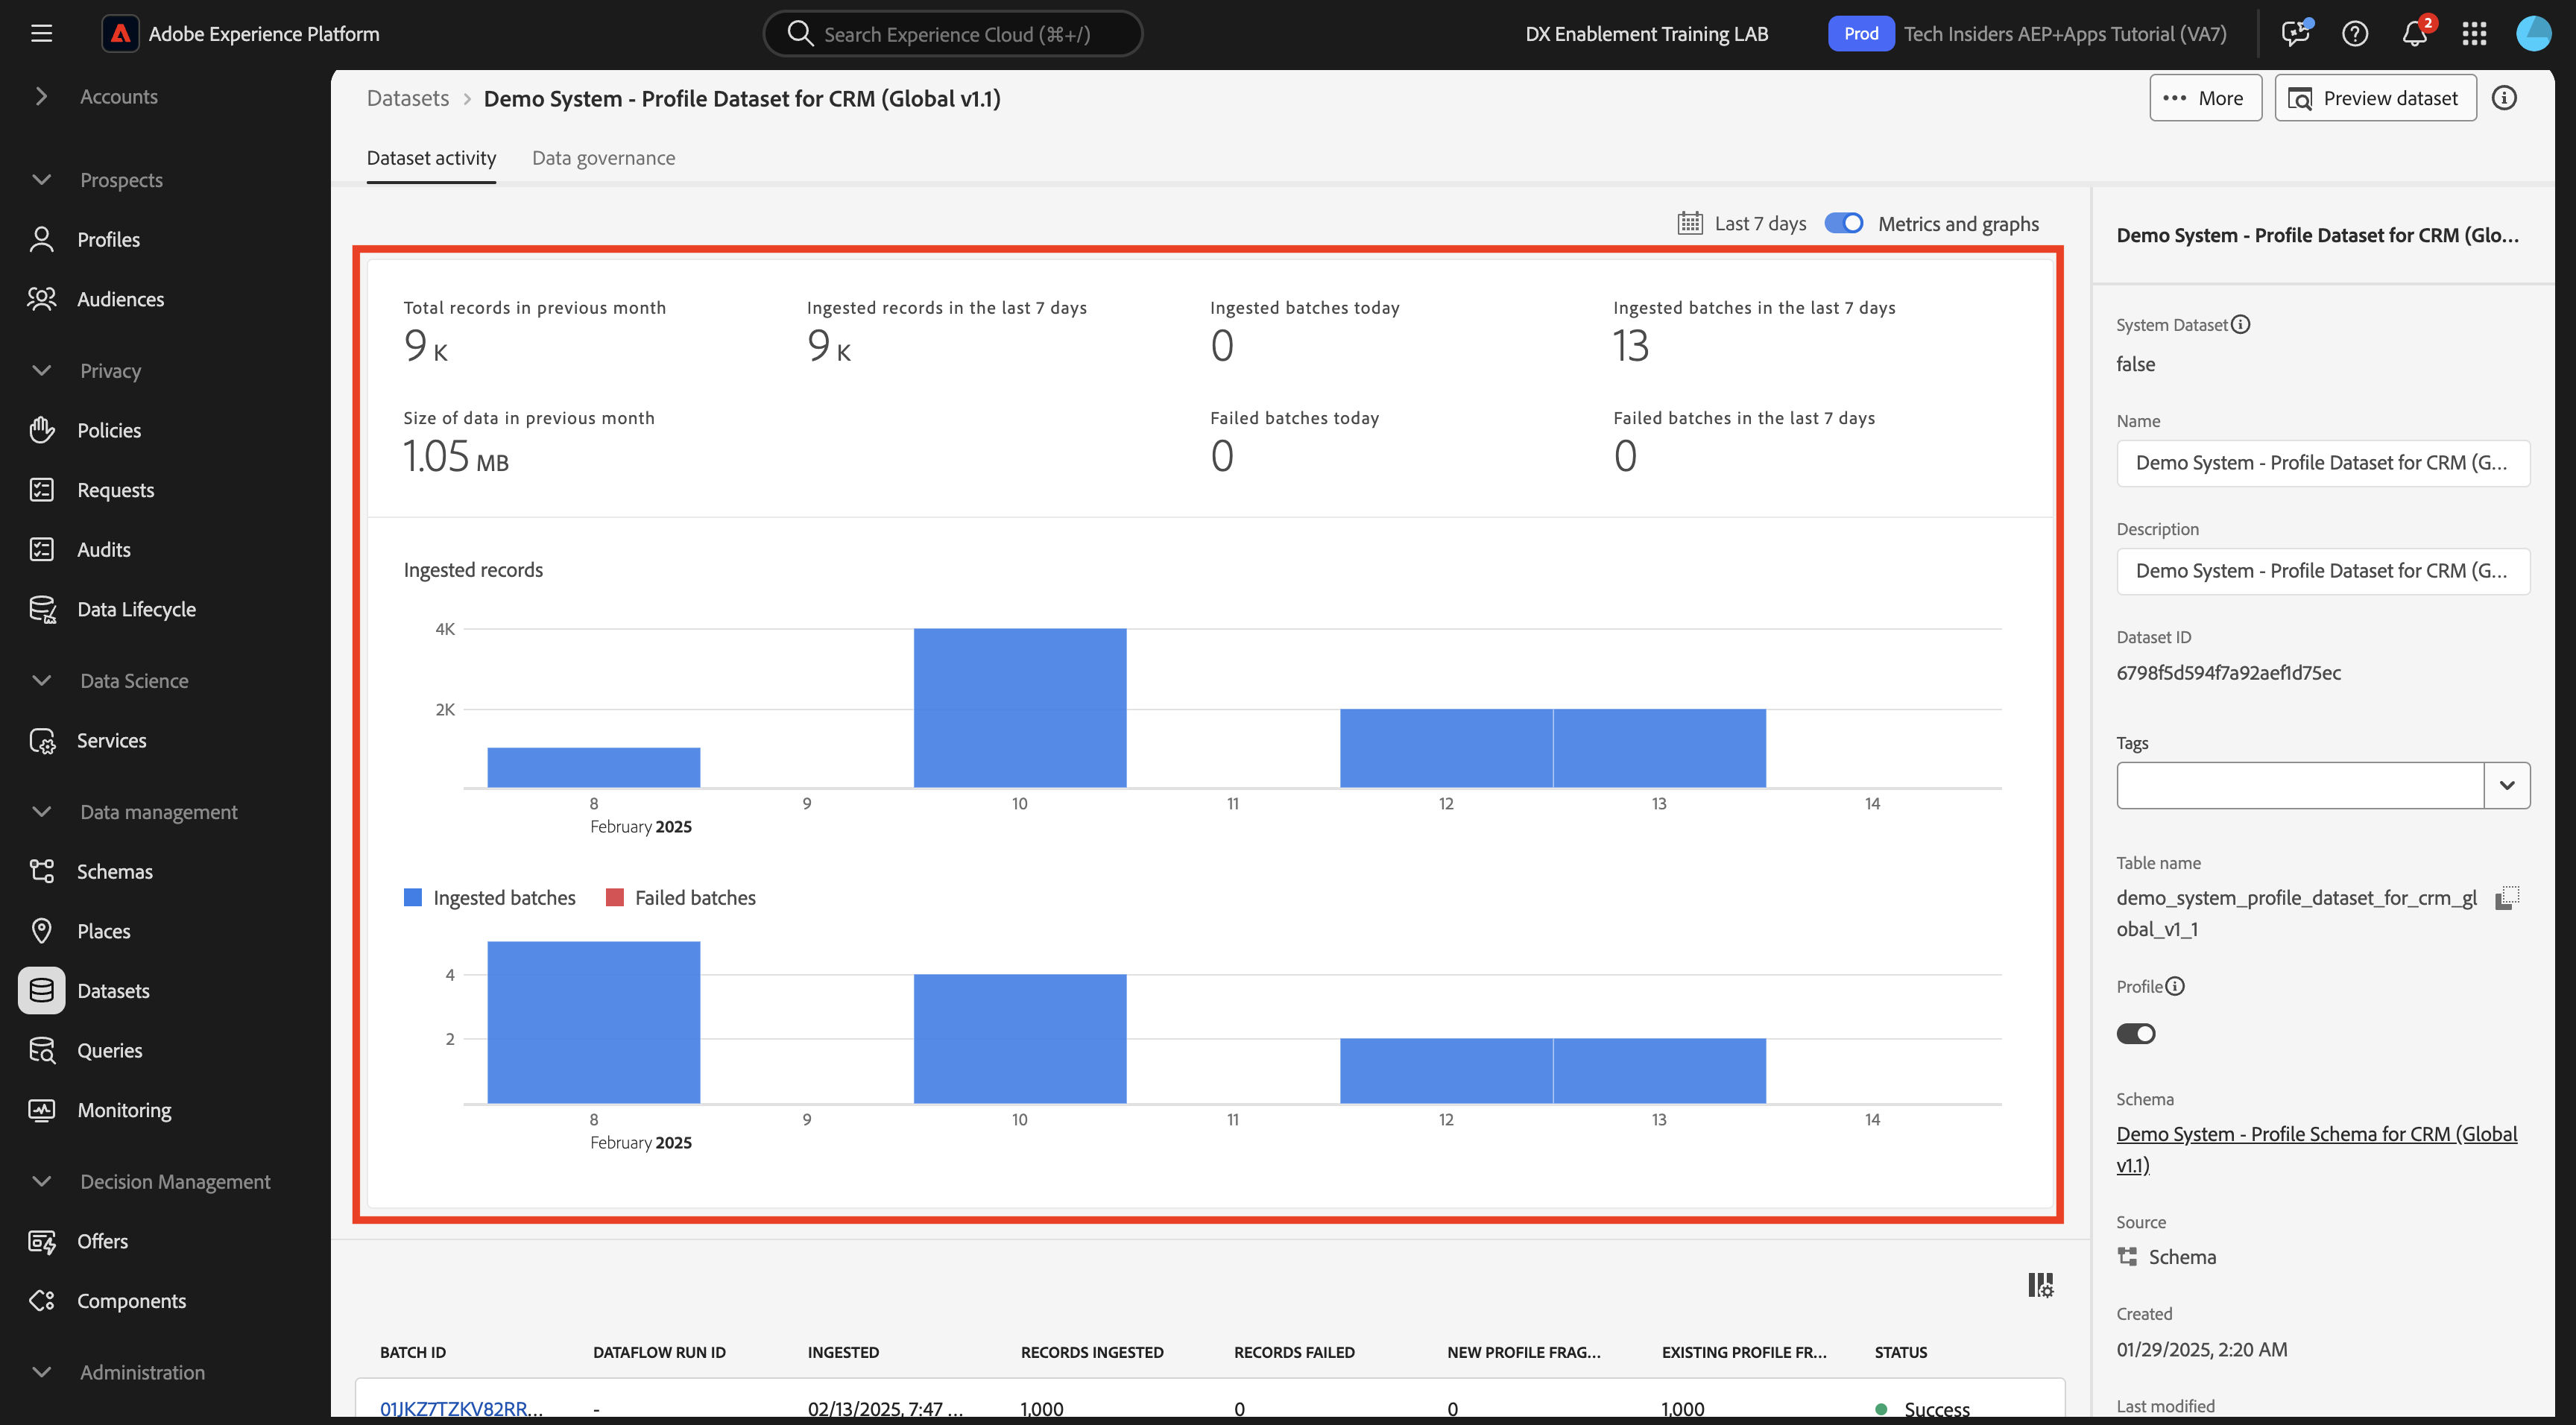 Adobe Experience Platform
Search Experience Cloud (⌘+/)
DX Enablement Training LAB
Prod
Tech Insiders AEP+Apps Tutorial (VA7)
2
Accounts
Prospects
Profiles
Audiences
Privacy
Policies
Requests
Audits
Data Lifecycle
Data Science
Services
Data management
Schemas
Places
Datasets
Queries
Monitoring
Decision Management
Offers
Components
Administration
Datasets > Demo System - Profile Dataset for CRM (Global v1.1)
More
Preview dataset
Dataset activity
Data governance
Last 7 days
Metrics and graphs
Total records in previous month
9 K
Ingested records in the last 7 days
9 K
Ingested batches today
0
Ingested batches in the last 7 days
13
Size of data in previous month
1.05 MB
Failed batches today
0
Failed batches in the last 7 days
0
Ingested records
4K
2K
8 9 10 11 12 13 14
February 2025
Ingested batches
Failed batches
4
2
8 9 10 11 12 13 14
February 2025
BATCH ID DATAFLOW RUN ID INGESTED RECORDS INGESTED RECORDS FAILED NEW PROFILE FRAG... EXISTING PROFILE FR... STATUS
01JKZ7TZKV82RR... - 02/13/2025, 7:47 ... 1,000 0 0 1,000 Success
Demo System - Profile Dataset for CRM (Glo...
System Dataset
false
Name
Demo System - Profile Dataset for CRM (G...
Description
Demo System - Profile Dataset for CRM (G...
Dataset ID
6798f5d594f7a92aef1d75ec
Tags
Table name
demo_system_profile_dataset_for_crm_gl
obal_v1_1
Profile
Schema
Demo System - Profile Schema for CRM (Global
v1.1)
Source
Schema
Created
01/29/2025, 2:20 AM
Last modified